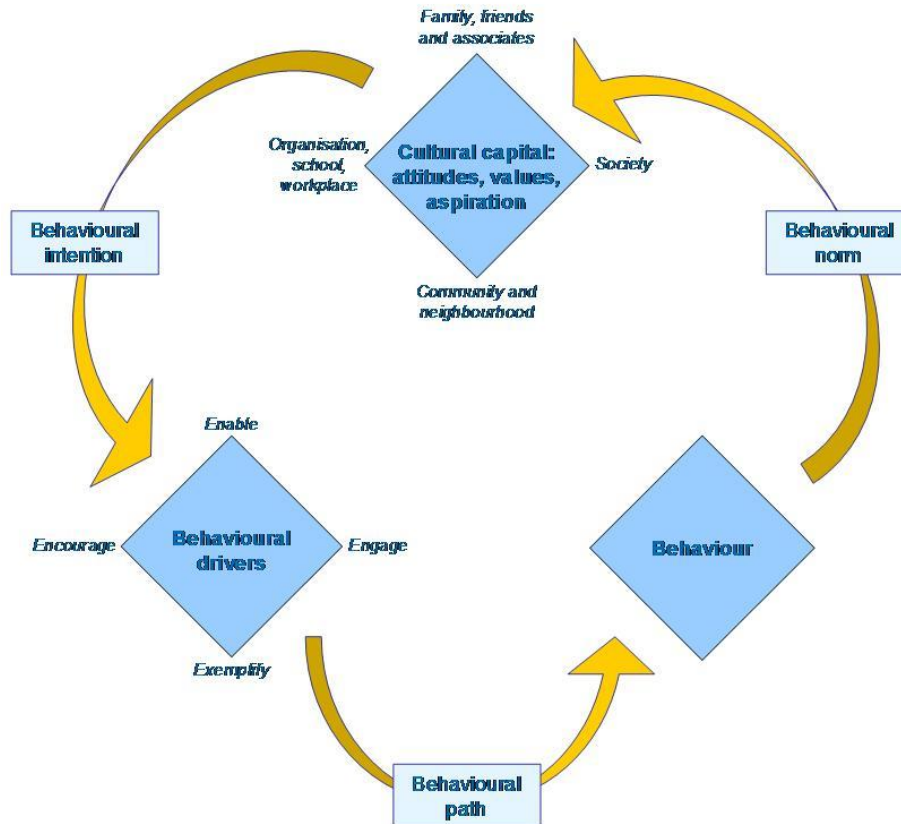 Family, friends
and associates
Organisation,
school,
workplace
Cultural capital:
attitudes, values,
aspiration
Society
Behavioural
intention
Behavioural
norm
Community and
neighbourhood
Enable
Encourage
Behavioural
drivers
Engage
Behaviour
Exemplify
Behavioural
path